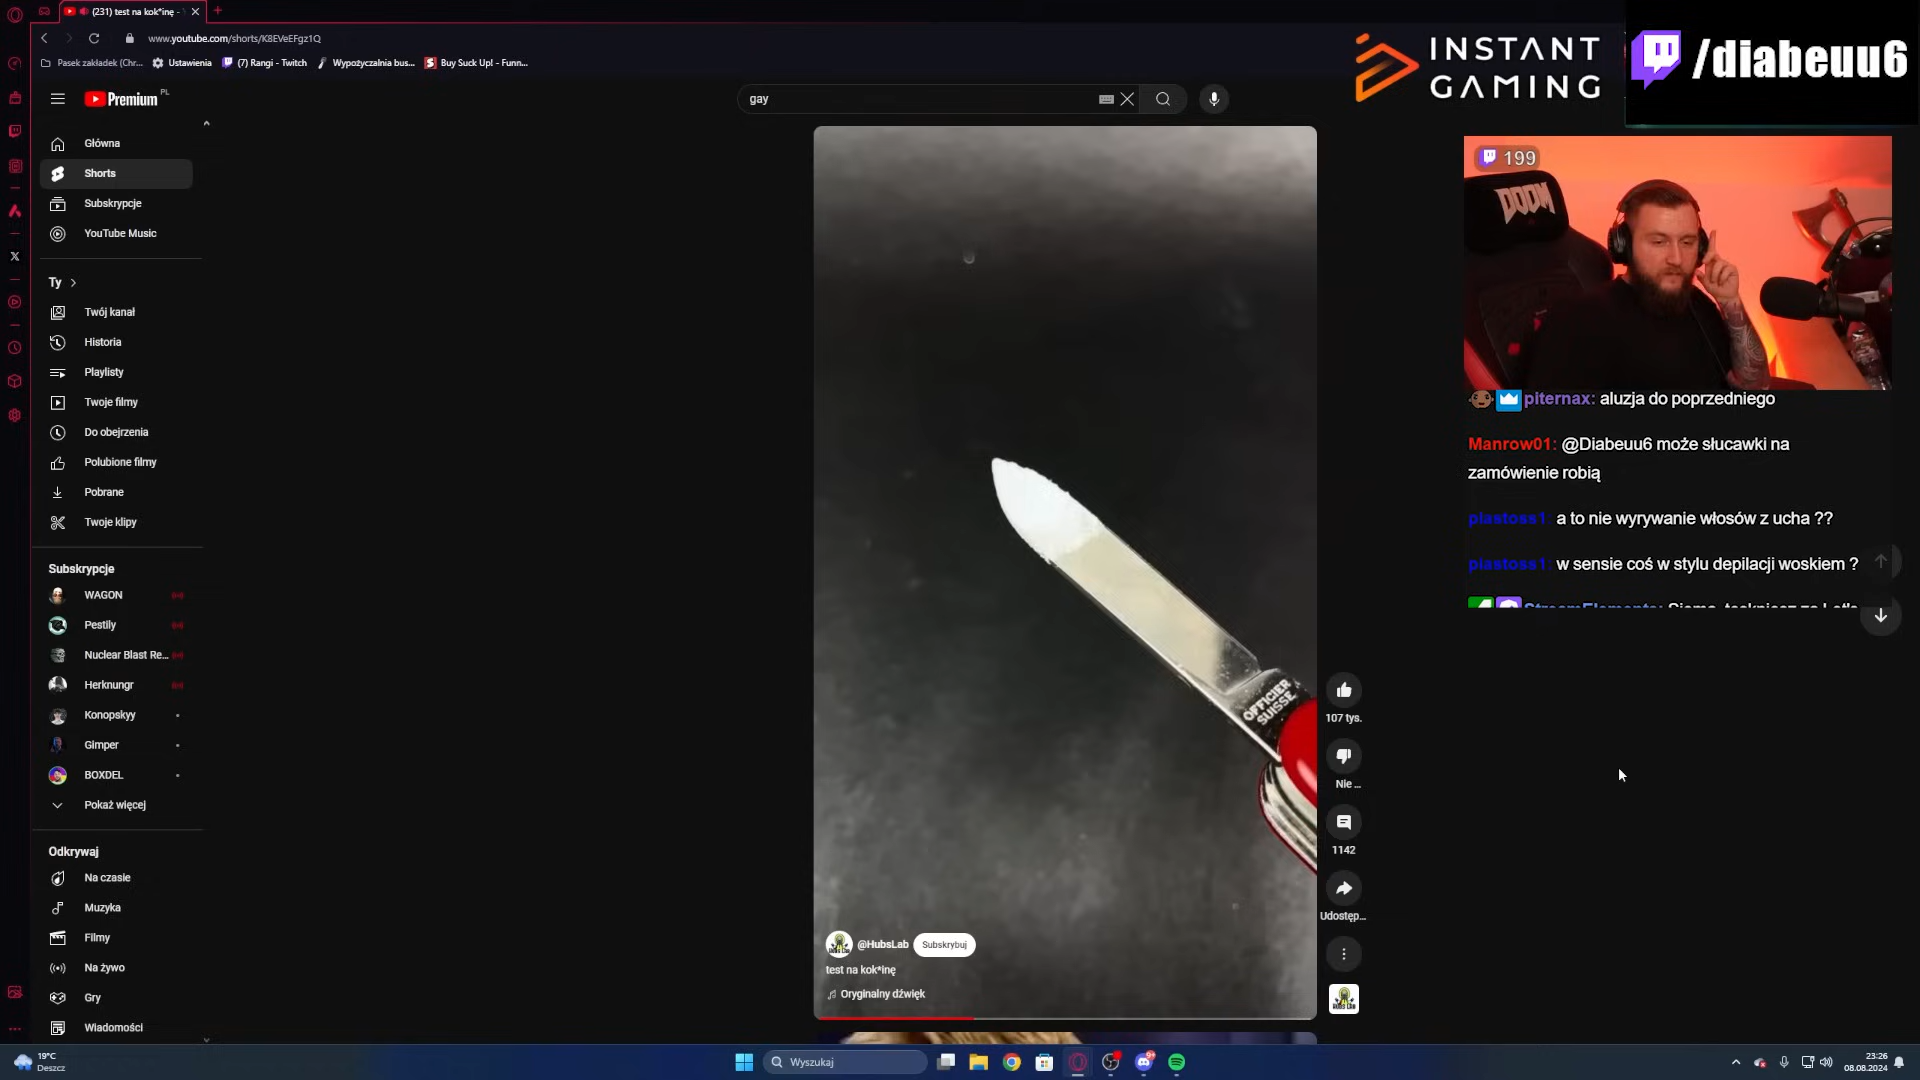 (231) test na kok*inę -
www.youtube.com/shorts/K8EVeEFgz1Q
Pasek zakładek (Chr...
Ustawienia
(7) Rangi - Twitch
Wypożyczalnia bus...
Buy Suck Up! - Funn...
INSTANT
GAMING
/diabeuu6
Premium
PL
gay
Główna
Shorts
Subskrypcje
YouTube Music
Ty
Twój kanał
Historia
Playlisty
Twoje filmy
Do obejrzenia
Polubione filmy
Pobrane
Twoje klipy
Subskrypcje
WAGON
Pestily
Nuclear Blast Re...
Herknungr
Konopskyy
Gimper
BOXDEL
Pokaż więcej
Odkrywaj
Na czasie
Muzyka
Filmy
Na żywo
Gry
Wiadomości
OFFICIER
SUISSE
@HubsLab
Subskrybuj
test na kok*inę
Oryginalny dźwięk
107 tys.
Nie ...
1142
Udostęp...
199
DOOM
piternax: aluzja do poprzedniego
Manrow01: @Diabeuu6 może słucawki na
zamówienie robią
piastoss1: a to nie wyrywanie włosów z ucha ??
piastoss1: w sensie coś w stylu depilacji woskiem ?
19°C
Deszcz
Wyszukaj
23:26
08.08.2024